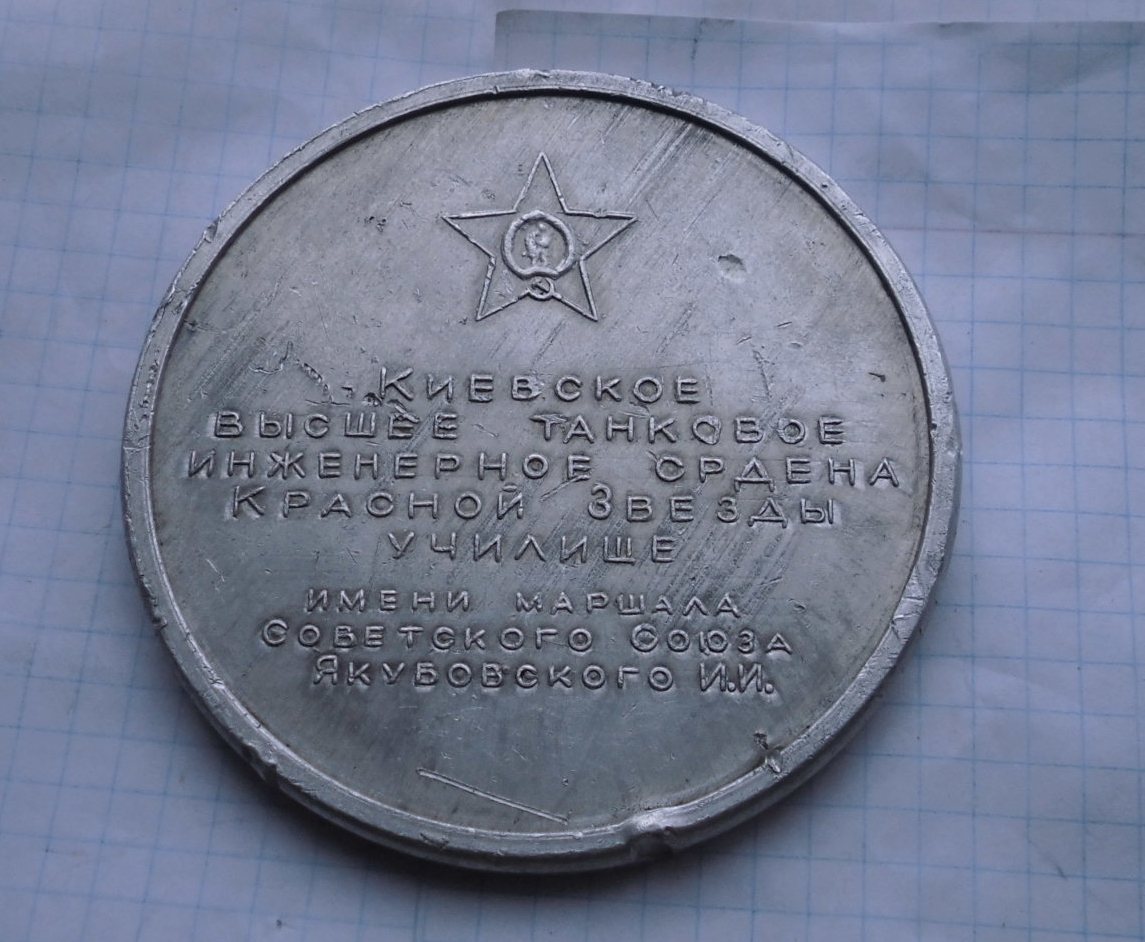 Киевское
высшее танковое
инженерное ордена
Красной Звезды
училище
имени маршала
Советского Союза
Якубовского И.И.